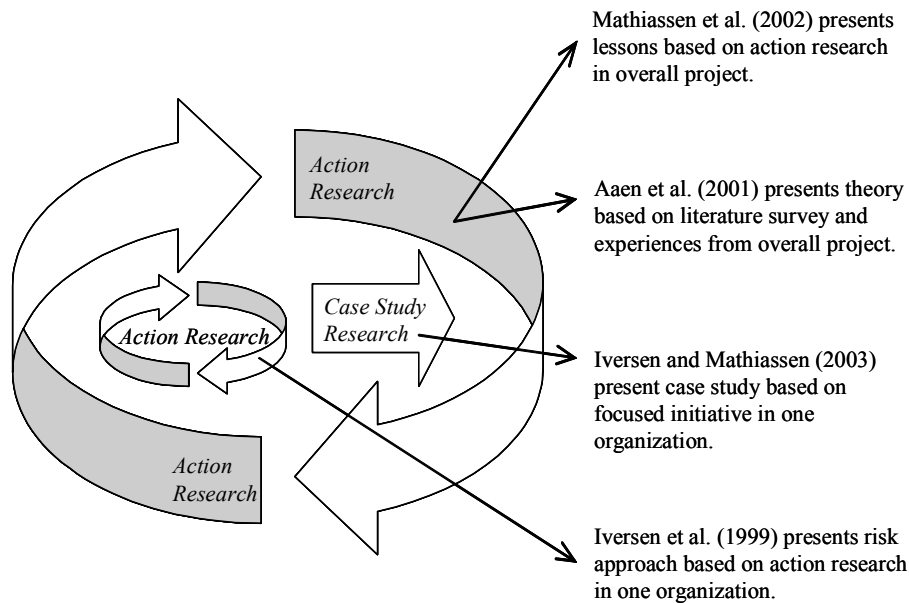 Mathiassen et al. (2002) presents
lessons based on action research
in overall project.
Action
Research
Aaen et al. (2001) presents theory
based on literature survey and
experiences from overall project.
Case Study
Research
Action Research
Iversen and Mathiassen (2003)
present case study based on
focused initiative in one
organization.
Action
Research
Iversen et al. (1999) presents risk
approach based on action research
in one organization.